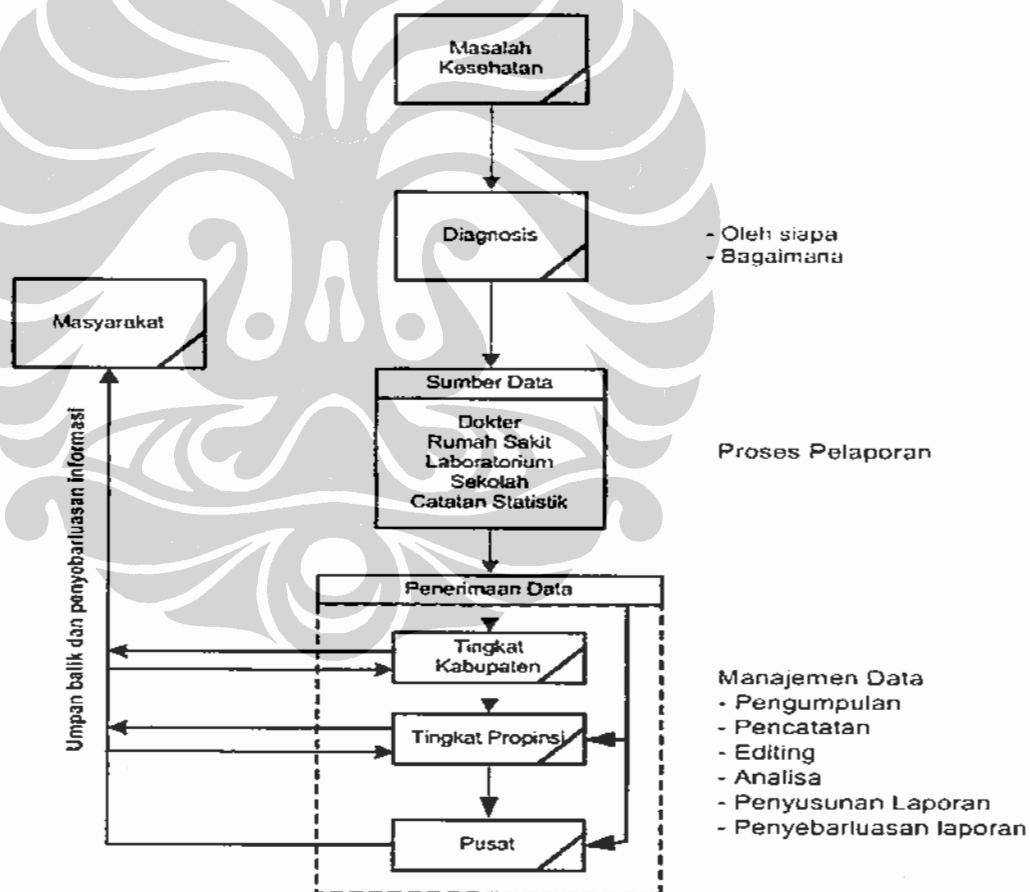 Masalah
Kesehatan
Diagnosis
- Oleh siapa
- Bagaimana
Masyarakat
Sumber Data
Dokter
Rumah Sakit
Laboratorium
Sekolah
Catatan Statistik
Proses Pelaporan
Umpan balik dan penyebarluasan informasi
Penerimaan Data
Tingkat
Kabupaten
Tingkat Propinsi
Pusat
Manajemen Data
- Pengumpulan
- Pencatatan
- Editing
- Analisa
- Penyusunan Laporan
- Penyebarluasan laporan